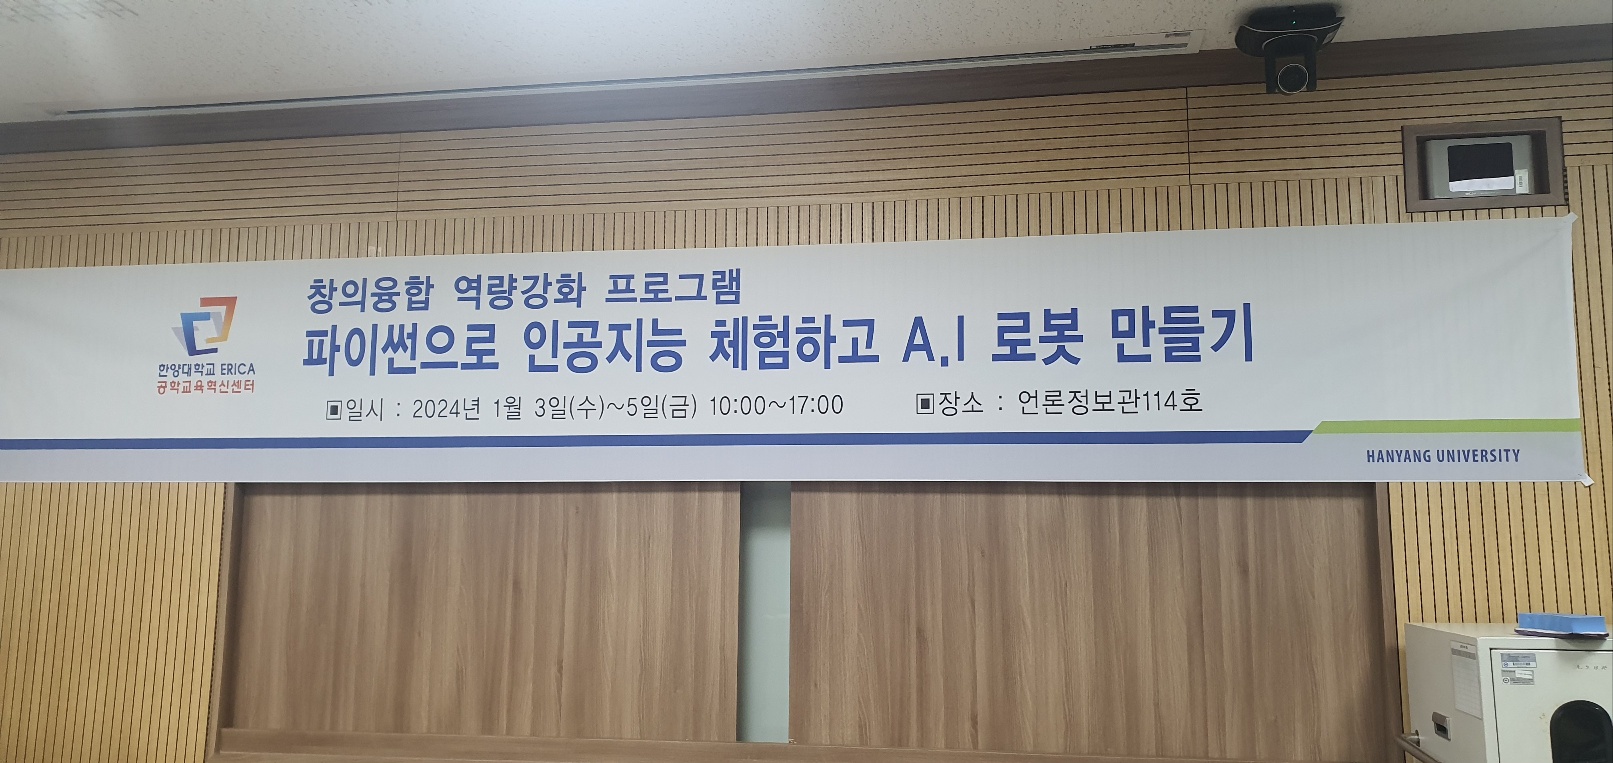 창의융합 역량강화 프로그램
파이썬으로 인공지능 체험하고 A.I 로봇 만들기
한양대학교 ERICA
공학교육혁신센터
▣일시 : 2024년 1월 3일(수)~5일(금) 10:00~17:00 ▣장소 : 언론정보관114호
HANYANG UNIVERSITY